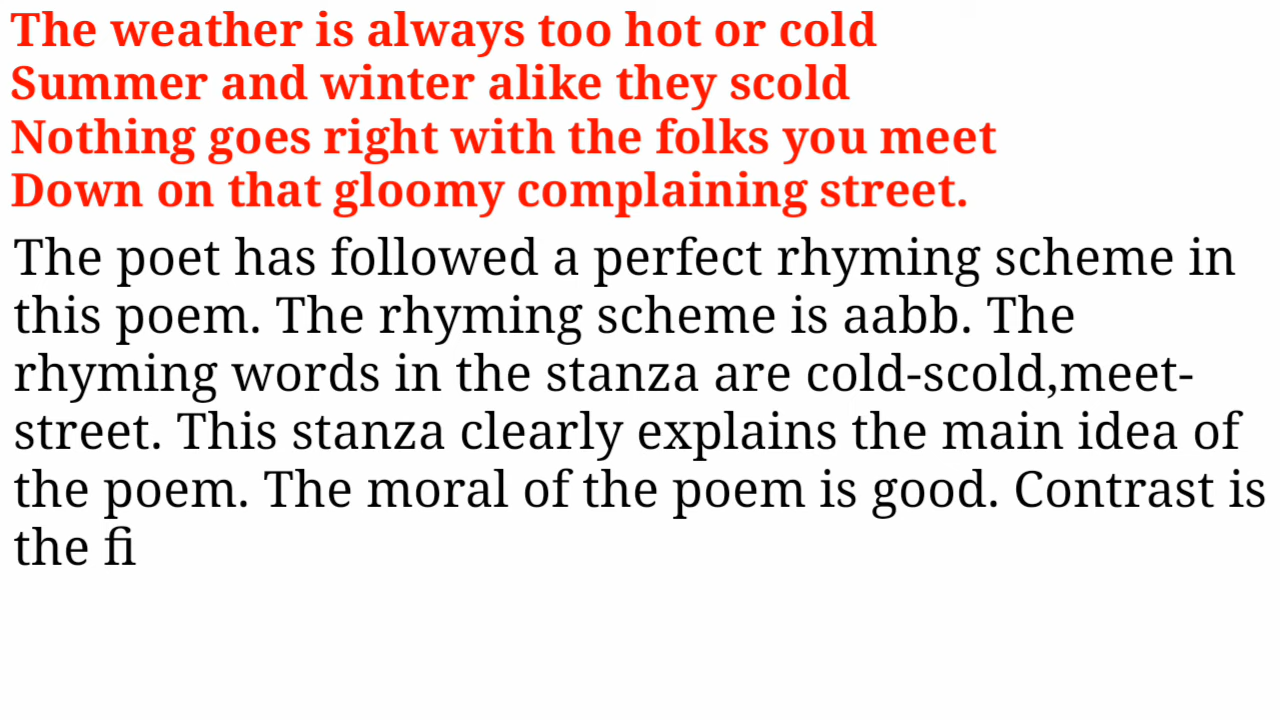 The weather is always too hot or cold
Summer and winter alike they scold
Nothing goes right with the folks you meet
Down on that gloomy complaining street.
The poet has followed a perfect rhyming scheme in
this poem. The rhyming scheme is aabb. The
rhyming words in the stanza are cold-scold,meet-
street. This stanza clearly explains the main idea of
the poem. The moral of the poem is good. Contrast is
the fi